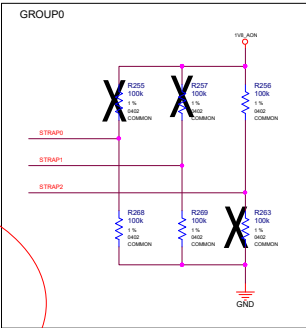 GROUP0
1V8_AON
R255
100k
1 %
0402
COMMON
R257
100k
1 %
0402
COMMON
R256
100k
1 %
0402
COMMON
STRAP0
STRAP1
STRAP2
R268
100k
1 %
0402
COMMON
R269
100k
1 %
0402
COMMON
R263
100k
1 %
0402
COMMON
GND